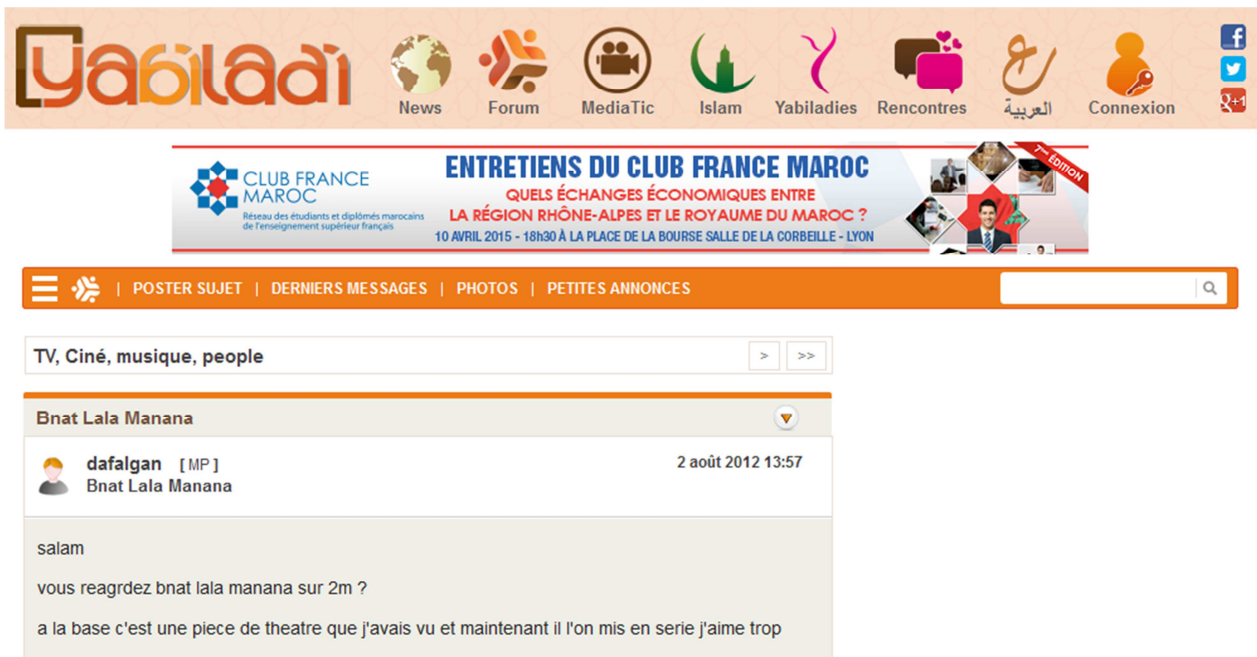 yabiladi
News Forum MediaTic Islam Yabiladies Rencontres العربية Connexion
f
g+1
CLUB FRANCE
MAROC
Réseau des étudiants et diplômés marocains
de l'enseignement supérieur français
ENTRETIENS DU CLUB FRANCE MAROC
QUELS ÉCHANGES ÉCONOMIQUES ENTRE
LA RÉGION RHÔNE-ALPES ET LE ROYAUME DU MAROC ?
10 AVRIL 2015 - 18h30 À LA PLACE DE LA BOURSE SALLE DE LA CORBEILLE - LYON
7ème ÉDITION
| POSTER SUJET | DERNIERS MESSAGES | PHOTOS | PETITES ANNONCES
TV, Ciné, musique, people > >>
Bnat Lala Manana
dafalgan [ MP ] 2 août 2012 13:57
Bnat Lala Manana
salam
vous reagrdez bnat lala manana sur 2m ?
a la base c'est une piece de theatre que j'avais vu et maintenant il l'on mis en serie j'aime trop